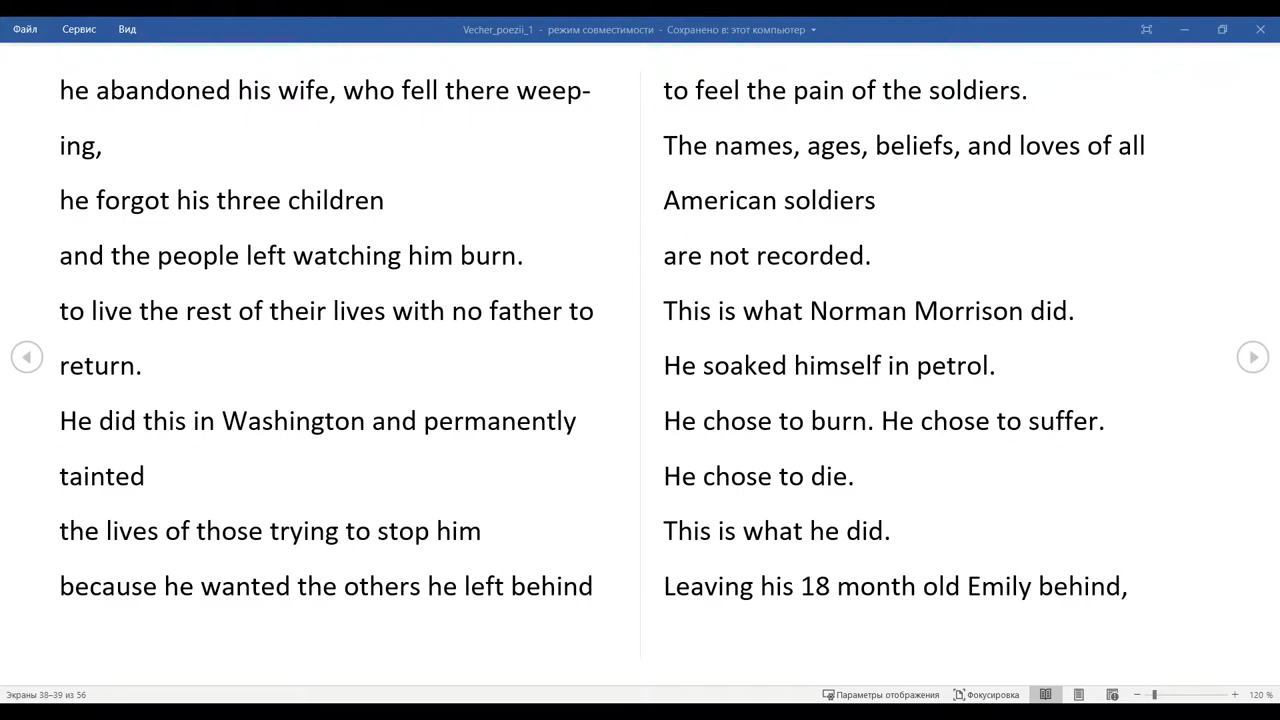 Файл Сервис Вид Vecher_poezii_1 - режим совместимости - Сохранено в: этот компьютер
he abandoned his wife, who fell there weep-
ing,
he forgot his three children
and the people left watching him burn.
to live the rest of their lives with no father to
return.
He did this in Washington and permanently
tainted
the lives of those trying to stop him
because he wanted the others he left behind
to feel the pain of the soldiers.
The names, ages, beliefs, and loves of all
American soldiers
are not recorded.
This is what Norman Morrison did.
He soaked himself in petrol.
He chose to burn. He chose to suffer.
He chose to die.
This is what he did.
Leaving his 18 month old Emily behind,
Экраны 38–39 из 56 Параметры отображения Фокусировка 120 %